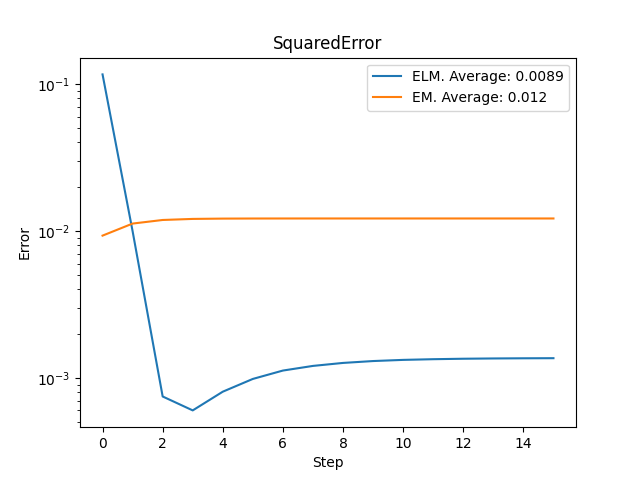 SquaredError
ELM. Average: 0.0089
EM. Average: 0.012
Error
10⁻¹
10⁻²
10⁻³
0 2 4 6 8 10 12 14
Step